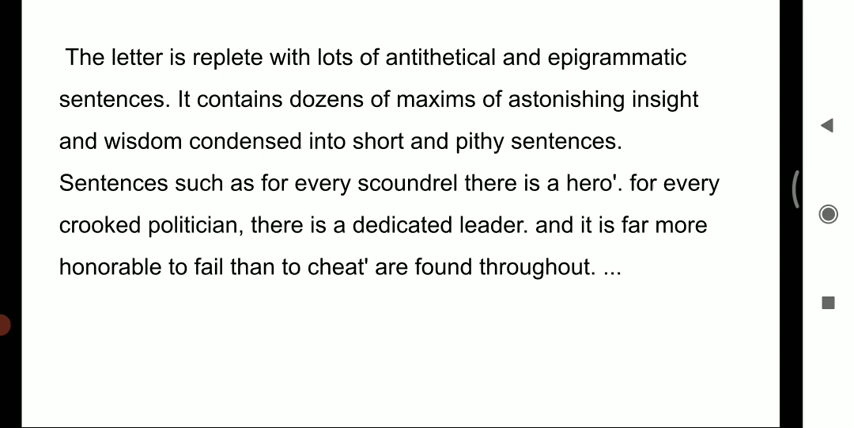 The letter is replete with lots of antithetical and epigrammatic
sentences. It contains dozens of maxims of astonishing insight
and wisdom condensed into short and pithy sentences.
Sentences such as for every scoundrel there is a hero'. for every
crooked politician, there is a dedicated leader. and it is far more
honorable to fail than to cheat' are found throughout. ...